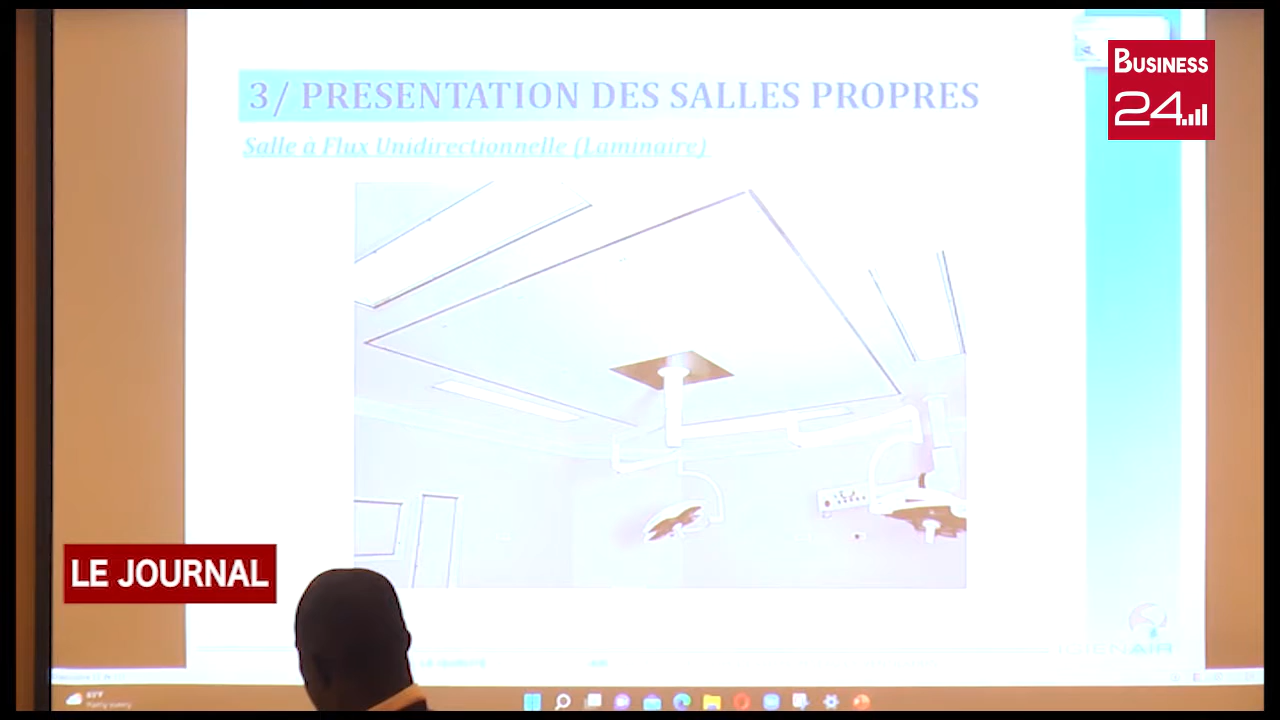 BUSINESS
24
3/ PRESENTATION DES SALLES PROPRES
Salle à Flux Unidirectionnelle (Laminaire)
LE JOURNAL